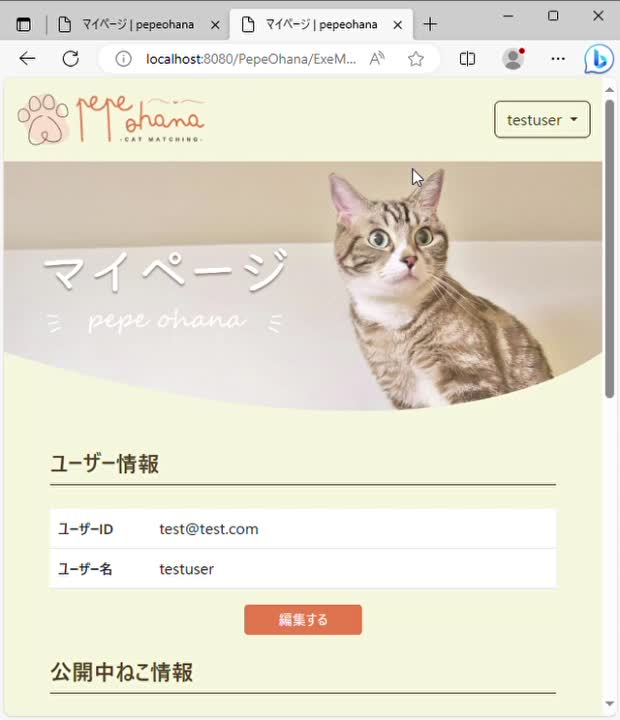 マイページ | pepeohana
マイページ | pepeohana
localhost:8080/PepeOhana/ExeM...
pepe
ohana
-CAT MATCHING-
testuser
マイページ
pepe ohana
ユーザー情報
ユーザーID test@test.com
ユーザー名 testuser
編集する
公開中ねこ情報